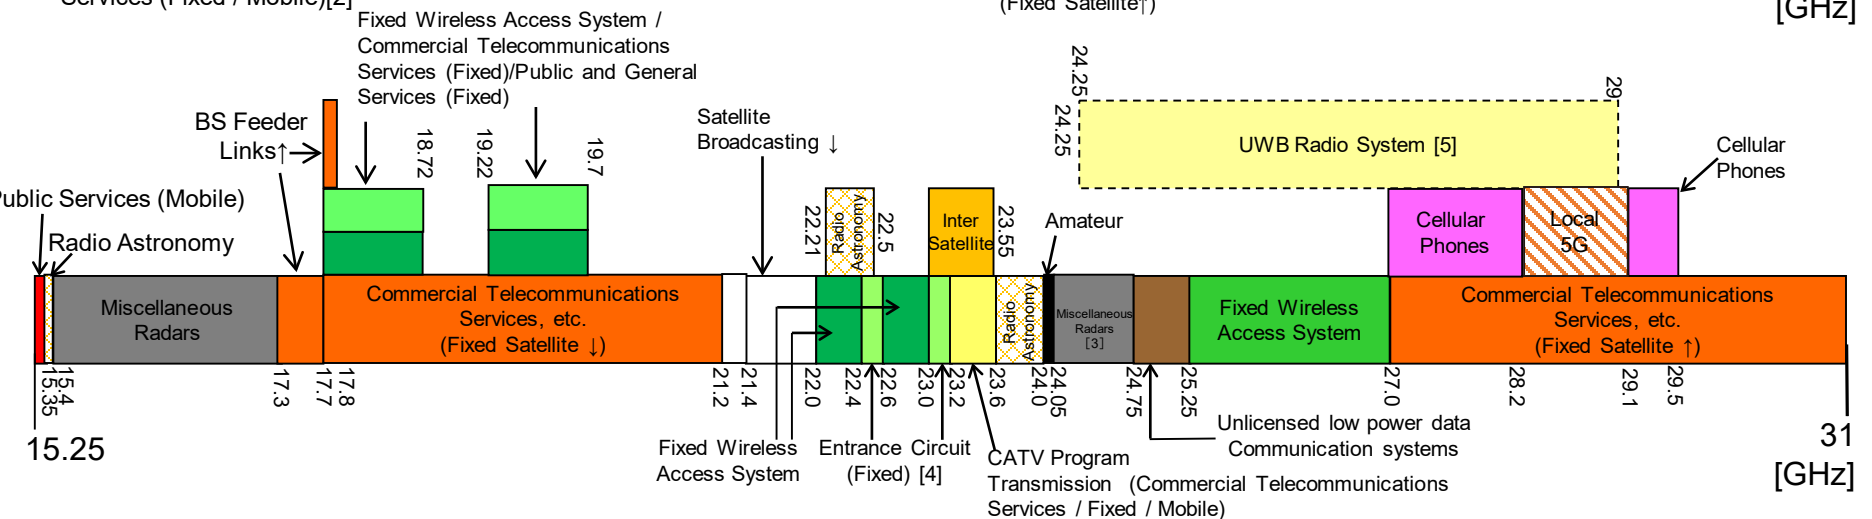 Services (Fixed / Mobile)[2]
(Fixed Satellite↑)
[GHz]
Fixed Wireless Access System /
Commercial Telecommunications
Services (Fixed)/Public and General
Services (Fixed)
BS Feeder
Links↑
18.72
19.22
19.7
Satellite
Broadcasting ↓
24.25
24.25
29
UWB Radio System [5]
Cellular
Phones
Public Services (Mobile)
Radio Astronomy
22.21
Radio
Astronomy
22.5
Inter
Satellite
23.55
Amateur
Cellular
Phones
Local
5G
Miscellaneous
Radars
Commercial Telecommunications
Services, etc.
(Fixed Satellite ↓)
Radio
Astronomy
Miscellaneous
Radars
[3]
Fixed Wireless
Access System
Commercial Telecommunications
Services, etc.
(Fixed Satellite ↑)
15.35
15.4
17.3
17.7
17.8
21.2
21.4
22.0
22.4
22.6
23.0
23.2
23.6
24.0
24.05
24.75
25.25
27.0
28.2
29.1
29.5
15.25
31
[GHz]
Fixed Wireless
Access System
Entrance Circuit
(Fixed) [4]
CATV Program
Transmission (Commercial Telecommunications
Services / Fixed / Mobile)
Unlicensed low power data
Communication systems